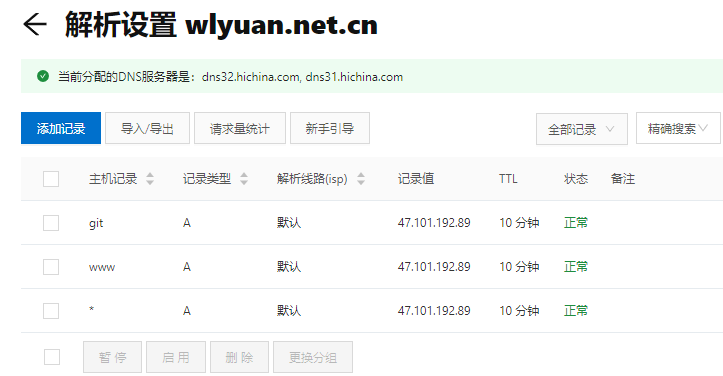 解析设置 wlyuan.net.cn
当前分配的DNS服务器是：dns32.hichina.com, dns31.hichina.com
添加记录 导入/导出 请求量统计 新手引导 全部记录 精确搜索
主机记录 记录类型 解析线路(isp) 记录值 TTL 状态 备注
git A 默认 47.101.192.89 10 分钟 正常
www A 默认 47.101.192.89 10 分钟 正常
* A 默认 47.101.192.89 10 分钟 正常
暂 停 启 用 删 除 更换分组